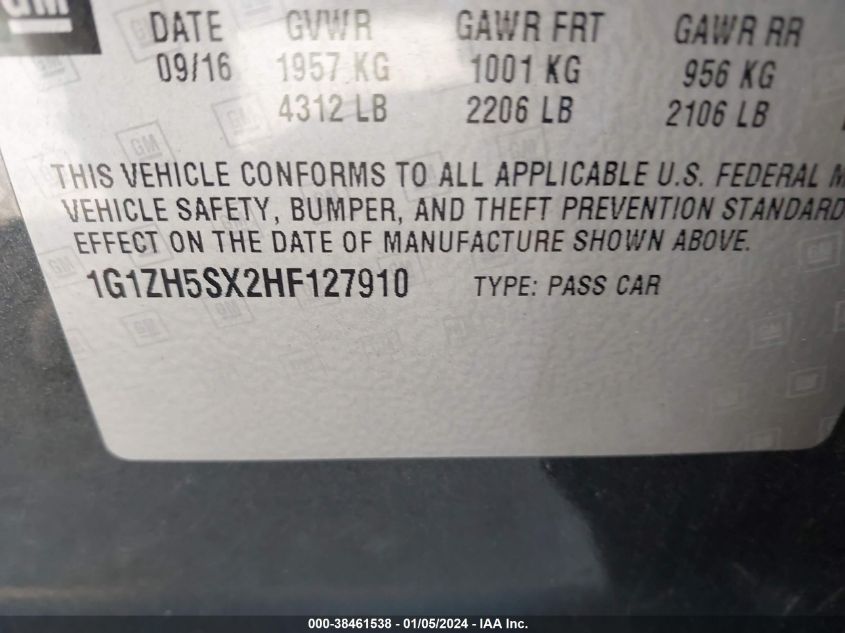 GM
DATE GVWR GAWR FRT GAWR RR
09/16 1957 KG 1001 KG 956 KG
4312 LB 2206 LB 2106 LB
THIS VEHICLE CONFORMS TO ALL APPLICABLE U.S. FEDERAL
VEHICLE SAFETY, BUMPER, AND THEFT PREVENTION STANDARD
EFFECT ON THE DATE OF MANUFACTURE SHOWN ABOVE.
1G1ZH5SX2HF127910 TYPE: PASS CAR
000-38461538 - 01/05/2024 - IAA Inc.